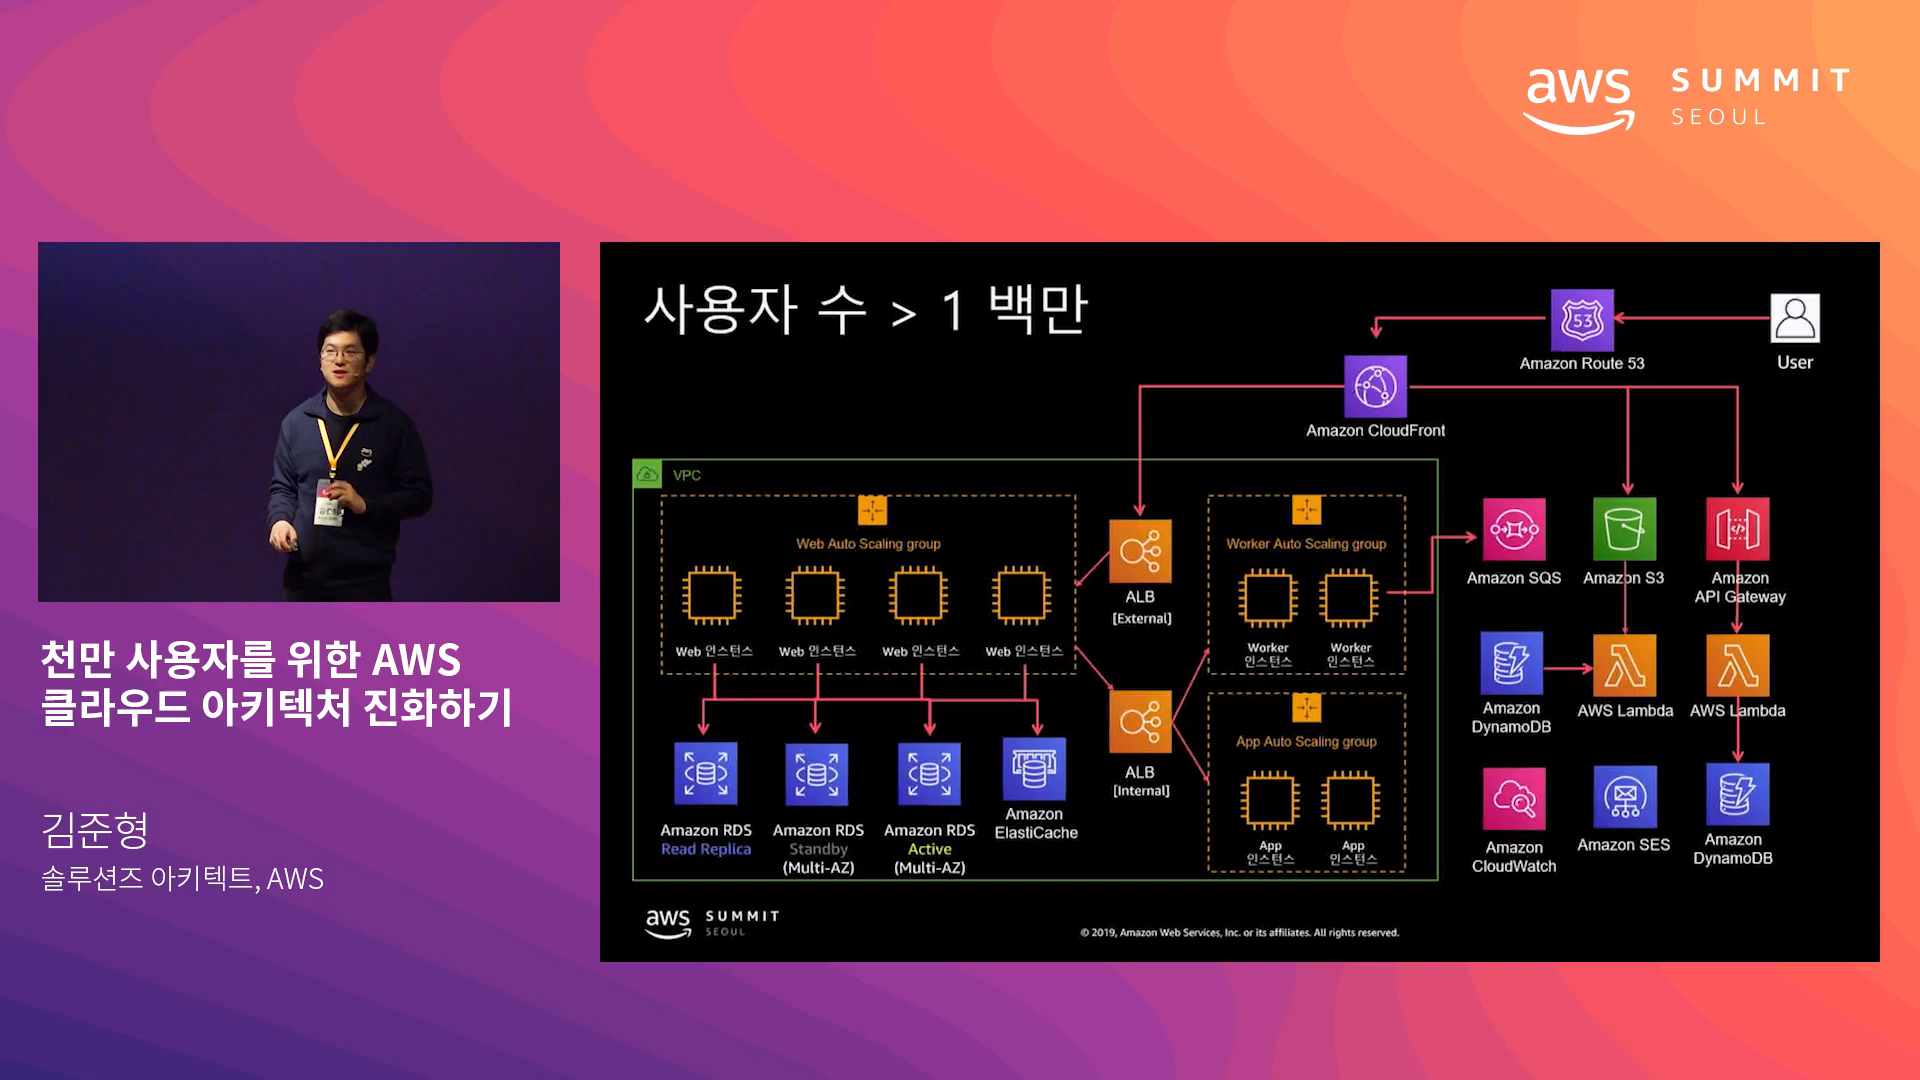 aws SUMMIT
SEOUL
사용자 수 > 1 백만
Amazon Route 53
User
Amazon CloudFront
VPC
Web Auto Scaling group
Worker Auto Scaling group
ALB
[External]
Amazon SQS
Amazon S3
Amazon
API Gateway
Web 인스턴스
Web 인스턴스
Web 인스턴스
Web 인스턴스
Worker
인스턴스
Worker
인스턴스
Amazon
DynamoDB
AWS Lambda
AWS Lambda
App Auto Scaling group
ALB
[Internal]
Amazon RDS
Read Replica
Amazon RDS
Standby
(Multi-AZ)
Amazon RDS
Active
(Multi-AZ)
Amazon
ElastiCache
App
인스턴스
App
인스턴스
Amazon
CloudWatch
Amazon SES
Amazon
DynamoDB
aws SUMMIT
SEOUL
© 2019, Amazon Web Services, Inc. or its affiliates. All rights reserved.
천만 사용자를 위한 AWS
클라우드 아키텍처 진화하기
김준형
솔루션즈 아키텍트, AWS